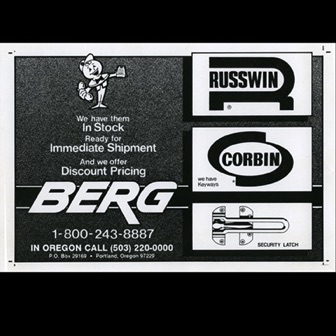 We have them
In Stock
Ready for
Immediate Shipment
And we offer
Discount Pricing
BERG
1-800-243-8887
IN OREGON CALL (503) 220-0000
P.O. Box 29169 • Portland, Oregon 97229
RUSSWIN
®
CORBIN
we have
Keyways
SECURITY LATCH